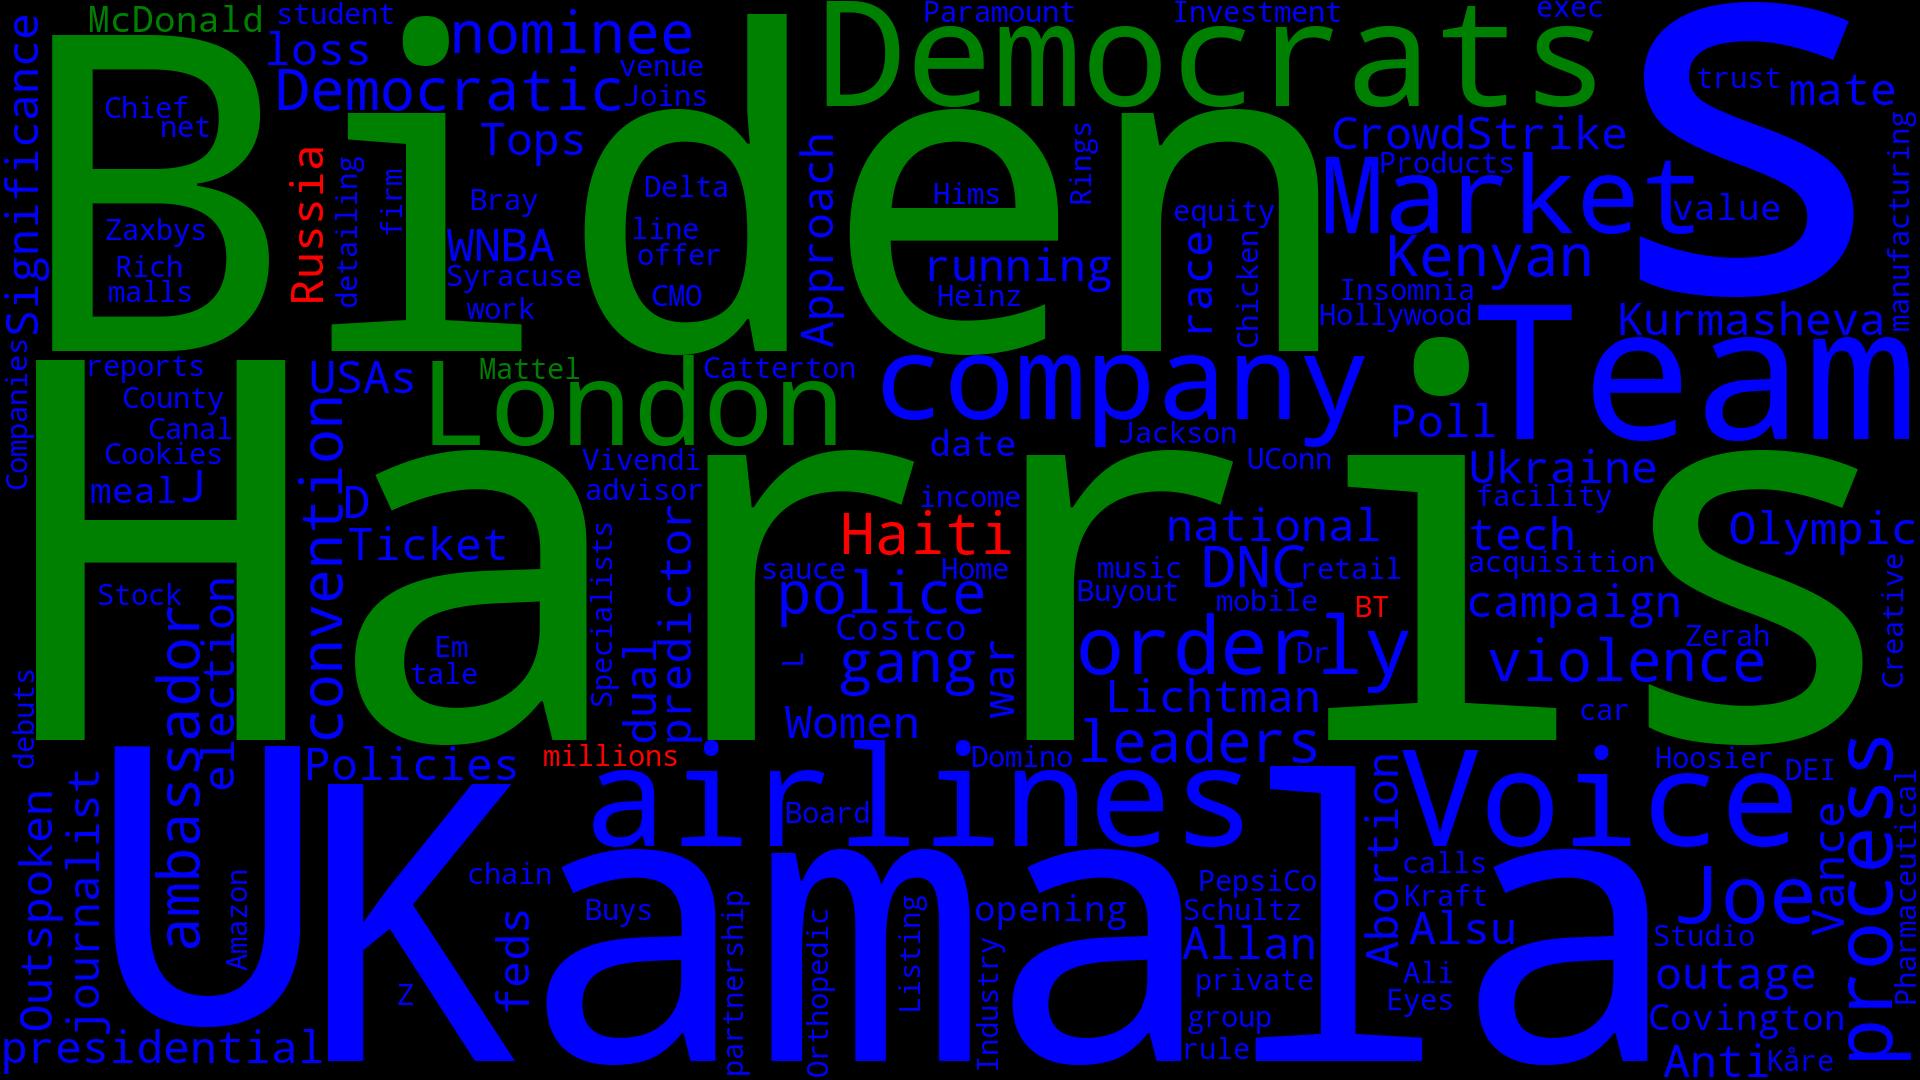 McDonald
student
Paramount
Investment
exec
Significance
Biden
loss
nominee
Democrats
S
Democratic
venue
Joins
trust
mate
Chief
net
Tops
CrowdStrike
Products
manufacturing
Russia
detailing
firm
Approach
Rings
Market
Bray
Delta
Hims
equity
value
Zaxbys
WNBA
line
offer
running
race
Chicken
Kenyan
Rich
malls
Syracuse
CMO
Heinz
Insomnia
work
Hollywood
Team
Kurmasheva
Companies
reports
USAs
Mattel
London
Catterton
company
Harris
County
Canal
Cookies
date
Jackson
Poll
meal
J
convention
D
Vivendi
advisor
UConn
Ukraine
income
facility
Ticket
Specialists
predictor
Haiti
national
tech
Olympic
Stock
sauce
Home
music
DNC
retail
acquisition
Creative
police
Buyout
mobile
BT
campaign
ambassador
election
Costco
Zerah
Em
tale
dual
L
gang
war
orderly
Dr
violence
debuts
Women
Lichtman
car
Policies
millions
Domino
leaders
Hoosier
DEI
process
U
airlines
Voice
Board
Abortion
Vance
Pharmaceutical
Outspoken
journalist
Kamala
chain
calls
Amazon
PepsiCo
Kraft
Joe
feds
Buys
partnership
Orthopedic
Listing
opening
Industry
Schultz
Alsu
Studio
Allan
Z
private
Ali
Eyes
outage
group
Covington
presidential
rule
Anti
Kåre